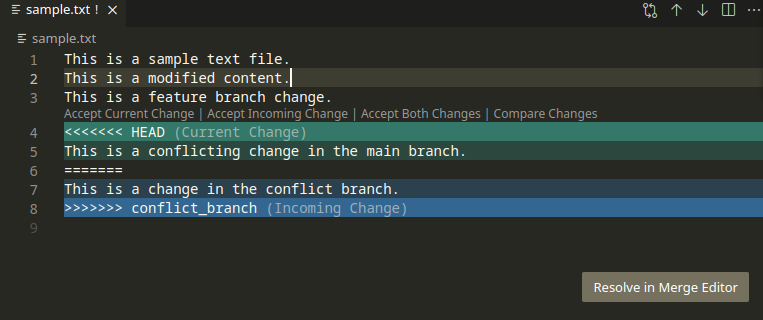 sample.txt !
sample.txt
1 This is a sample text file.
2 This is a modified content.
3 This is a feature branch change.
Accept Current Change | Accept Incoming Change | Accept Both Changes | Compare Changes
4 <<<<<<< HEAD (Current Change)
5 This is a conflicting change in the main branch.
6 =======
7 This is a change in the conflict branch.
8 >>>>>>> conflict_branch (Incoming Change)
9
Resolve in Merge Editor